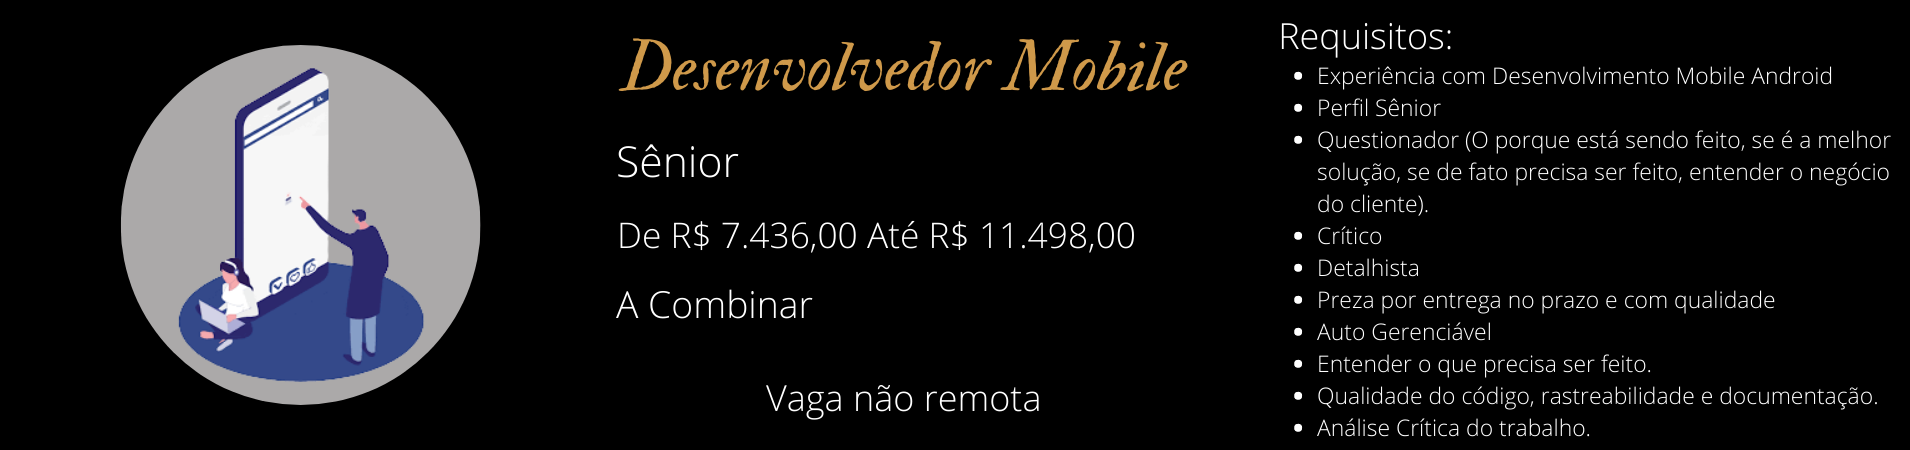 Desenvolvedor Mobile
Sênior
De R$ 7.436,00 Até R$ 11.498,00
A Combinar
Vaga não remota
Requisitos:
• Experiência com Desenvolvimento Mobile Android
• Perfil Sênior
• Questionador (O porque está sendo feito, se é a melhor
solução, se de fato precisa ser feito, entender o negócio
do cliente).
• Crítico
• Detalhista
• Preza por entrega no prazo e com qualidade
• Auto Gerenciável
• Entender o que precisa ser feito.
• Qualidade do código, rastreabilidade e documentação.
• Análise Crítica do trabalho.